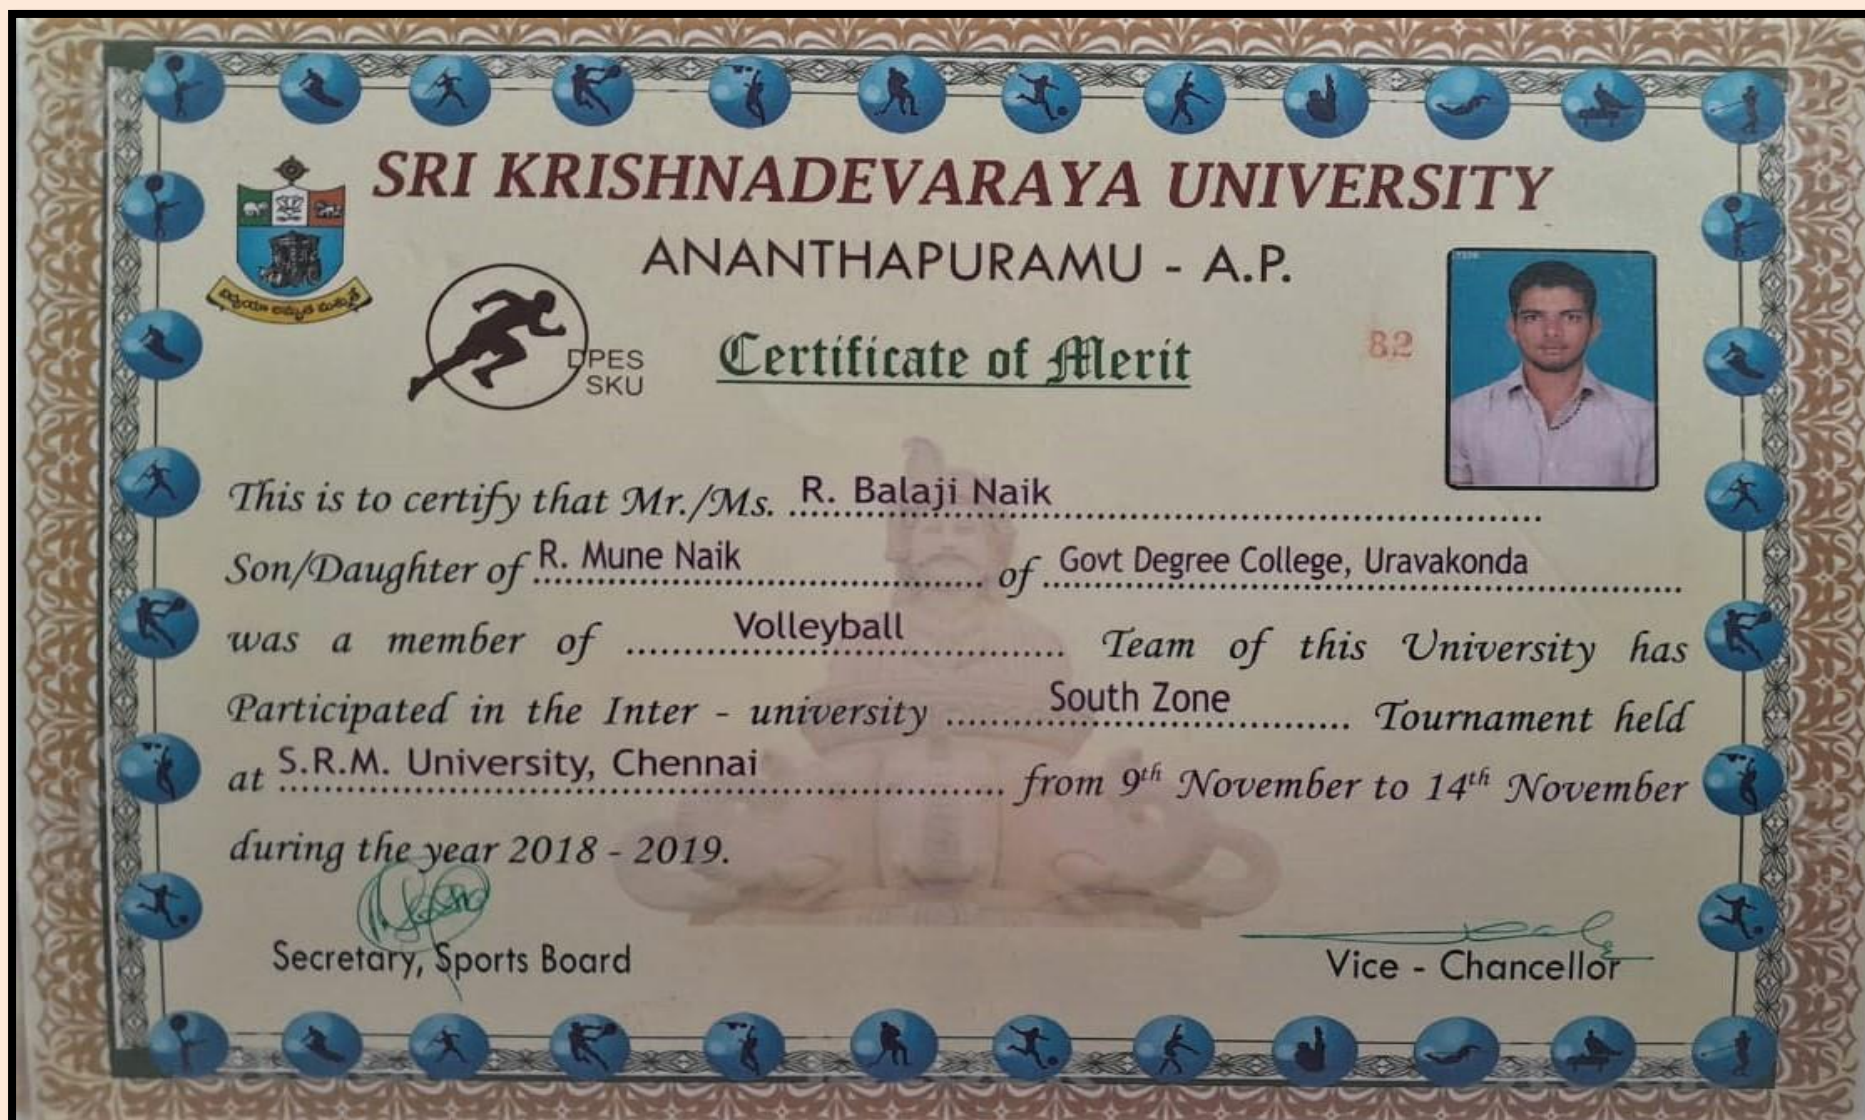 SRI KRISHNADEVARAYA UNIVERSITY
ANANTHAPURAMU - A.P.
DPES
SKU
Certificate of Merit
82
This is to certify that Mr./Ms. R. Balaji Naik
Son/Daughter of R. Mune Naik of Govt Degree College, Uravakonda
was a member of Volleyball Team of this University has
Participated in the Inter - university South Zone Tournament held
at S.R.M. University, Chennai from 9th November to 14th November
during the year 2018 - 2019.
Secretary, Sports Board
Vice - Chancellor